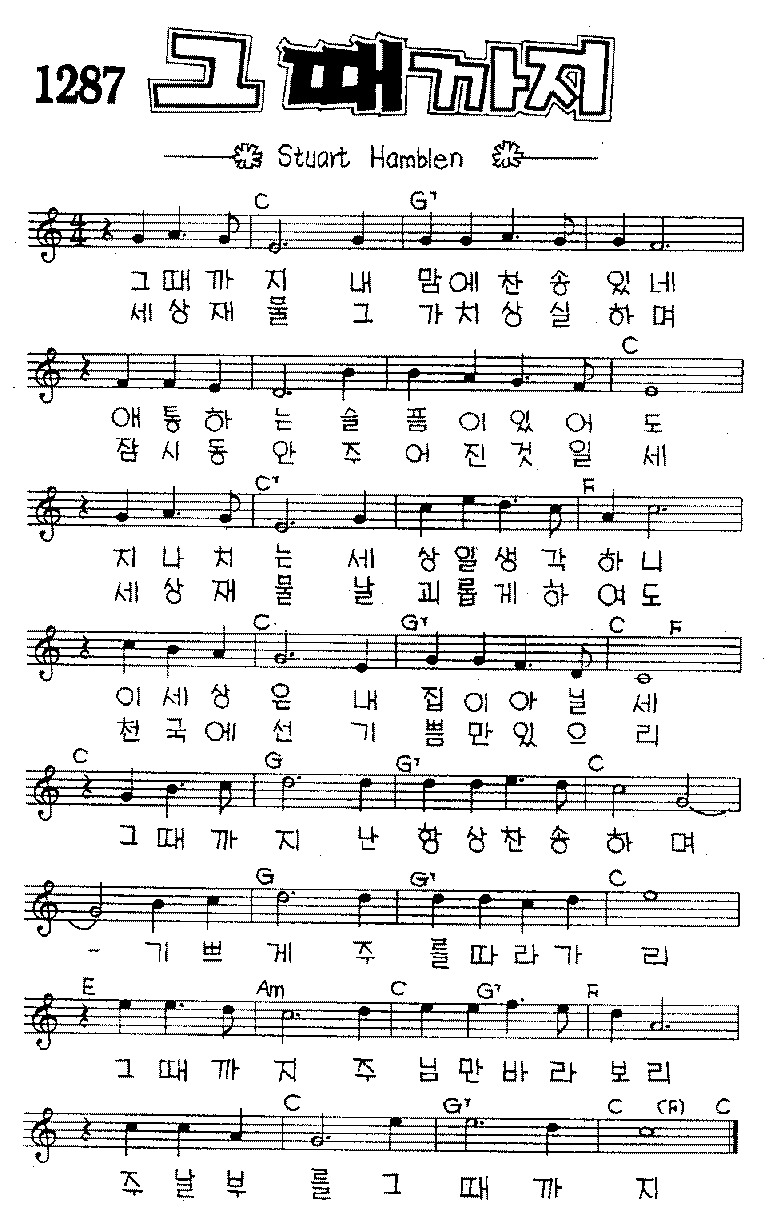 1287 그때까지
Stuart Hamblen
C G7
그때까지 내 맘에찬송있네
세상재물 그 가치상실하며
C
애통하는슬픔이있어도
잠시동안주어진것일세
C7 F
지나치는세상일생각하니
세상재물날괴롭게하여도
C G7 C F
이세상은내집이아닐세
천국에선기쁨만있으리
C G G7 C
그때까지난항상찬송하며
G G7 C
- 기쁘게주를따라가리
E Am C G7 F
그때까지주님만바라보리
C G7 C (F) C
주날부를그때까지